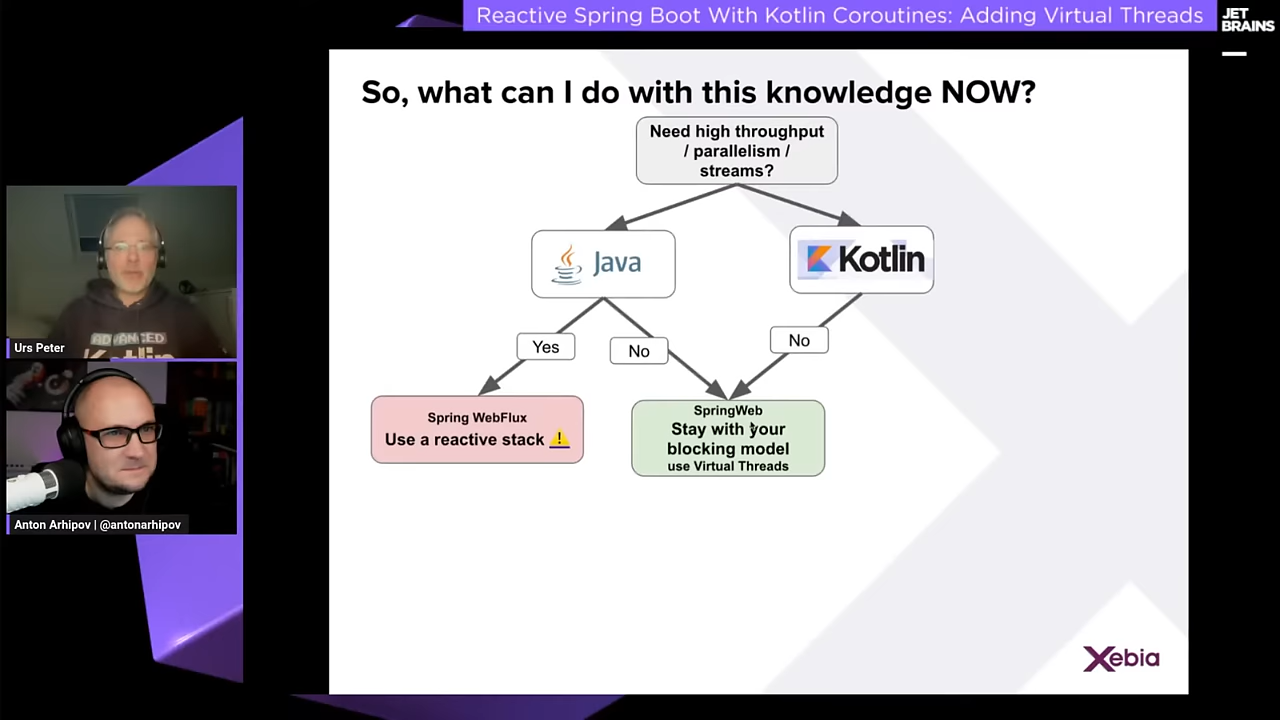 Reactive Spring Boot With Kotlin Coroutines: Adding Virtual Threads
JET
BRAINS
So, what can I do with this knowledge NOW?
Need high throughput
/ parallelism /
streams?
Java
Kotlin
Yes
No
No
Spring WebFlux
Use a reactive stack
SpringWeb
Stay with your
blocking model
use Virtual Threads
ADVANCED
Kotlin
Urs Peter
Anton Arhipov | @antonarhipov
Xebia